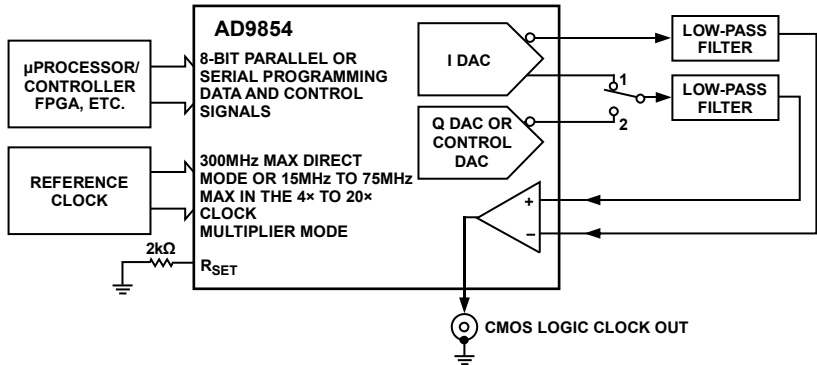 AD9854
µPROCESSOR/
CONTROLLER
FPGA, ETC.
8-BIT PARALLEL OR
SERIAL PROGRAMMING
DATA AND CONTROL
SIGNALS
REFERENCE
CLOCK
300MHz MAX DIRECT
MODE OR 15MHz TO 75MHz
MAX IN THE 4× TO 20×
CLOCK
MULTIPLIER MODE
2kΩ
RSET
I DAC
Q DAC OR
CONTROL
DAC
1
2
LOW-PASS
FILTER
LOW-PASS
FILTER
+
–
CMOS LOGIC CLOCK OUT